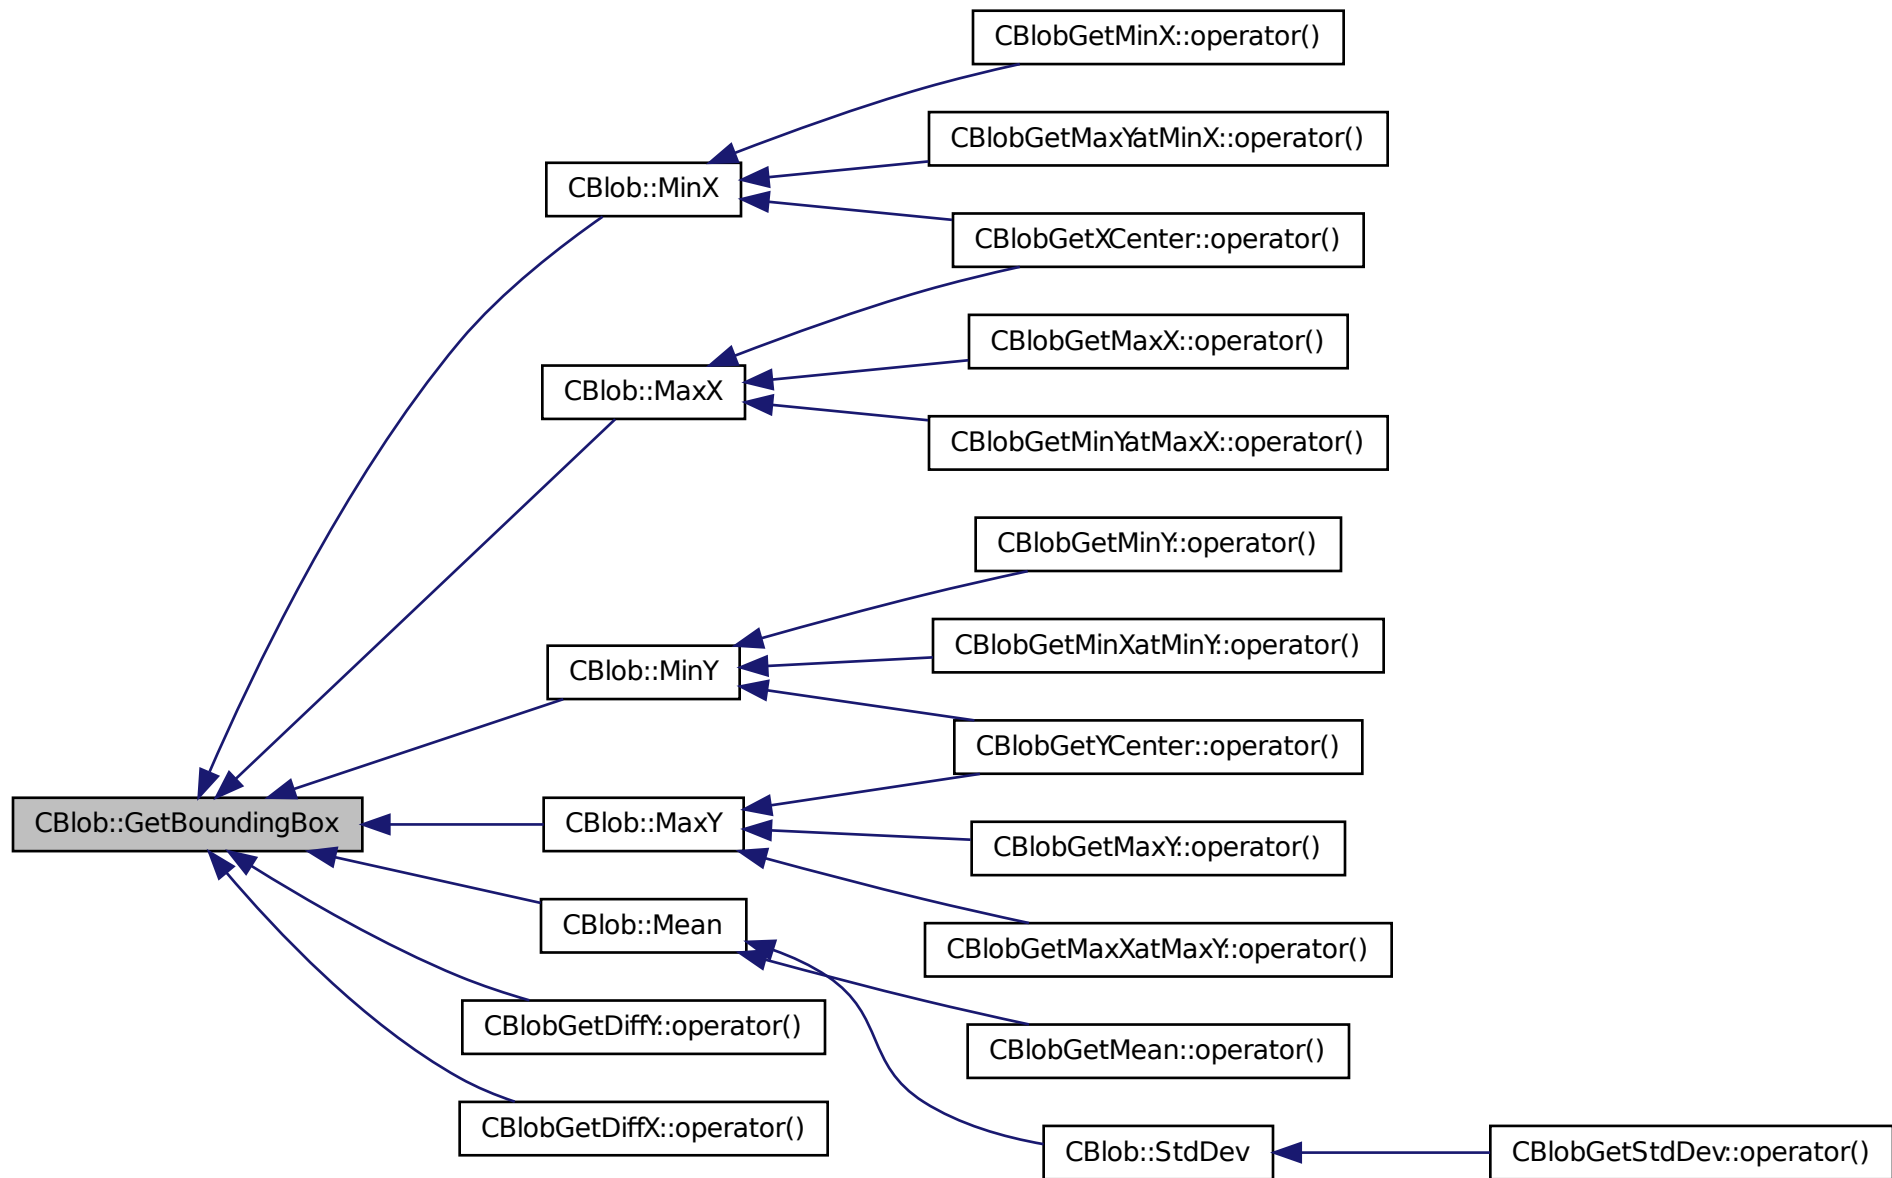 CBlobGetMinX::operator()
CBlobGetMaxYatMinX::operator()
CBlob::MinX
CBlobGetXCenter::operator()
CBlobGetMaxX::operator()
CBlob::MaxX
CBlobGetMinYatMaxX::operator()
CBlobGetMinY::operator()
CBlobGetMinXatMinY::operator()
CBlob::MinY
CBlobGetYCenter::operator()
CBlob::GetBoundingBox
CBlob::MaxY
CBlobGetMaxY::operator()
CBlob::Mean
CBlobGetMaxXatMaxY::operator()
CBlobGetDiffY::operator()
CBlobGetMean::operator()
CBlobGetDiffX::operator()
CBlob::StdDev
CBlobGetStdDev::operator()